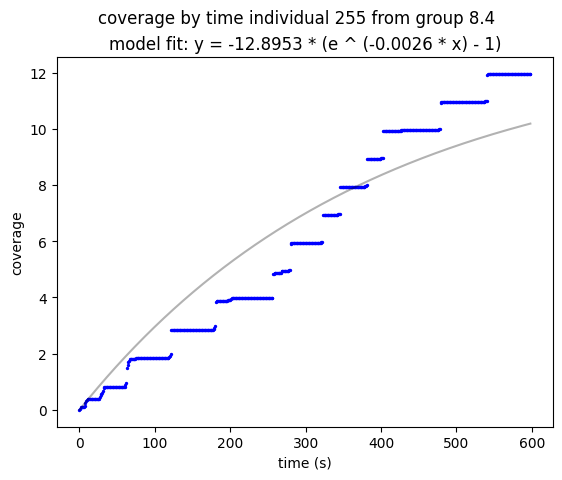 coverage by time individual 255 from group 8.4
model fit: y = -12.8953 * (e ^ (-0.0026 * x) - 1)
12
10
8
6
4
2
0
coverage
0 100 200 300 400 500 600
time (s)